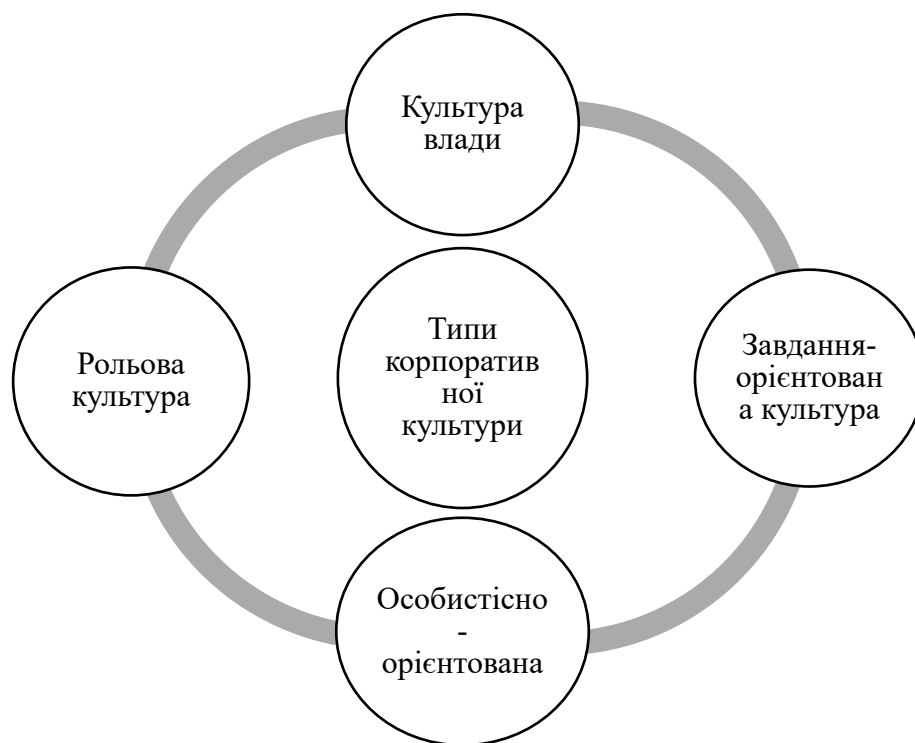 Культура
влади
Типи
корпоратив
ної
культури
Рольова
культура
Завдання-
орієнтован
а культура
Особистісно
-
орієнтована